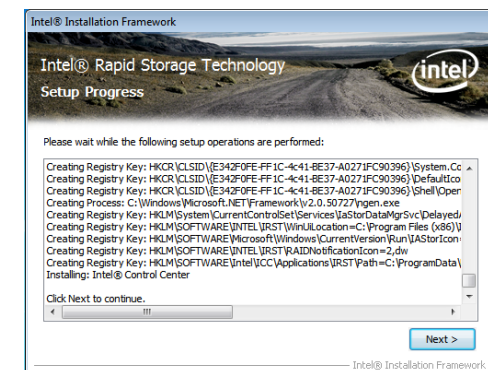 Intel® Installation Framework
Intel® Rapid Storage Technology
Setup Progress
intel
Please wait while the following setup operations are performed:
Creating Registry Key: HKCR\CLSID\{E342F0FE-FF1C-4c41-BE37-A0271FC90396}\System.Cc
Creating Registry Key: HKCR\CLSID\{E342F0FE-FF1C-4c41-BE37-A0271FC90396}\DefaultIco
Creating Registry Key: HKCR\CLSID\{E342F0FE-FF1C-4c41-BE37-A0271FC90396}\Shell\Open
Creating Process: C:\Windows\Microsoft.NET\Framework\v2.0.50727\ngen.exe
Creating Registry Key: HKLM\System\CurrentControlSet\Services\IaStorDataMgrSvc\DelayedA
Creating Registry Key: HKLM\SOFTWARE\INTEL\IRST\WinUiLocation=C:\Program Files (x86)\I
Creating Registry Key: HKLM\SOFTWARE\Microsoft\Windows\CurrentVersion\Run\IAStorIcon=
Creating Registry Key: HKLM\SOFTWARE\INTEL\IRST\RAIDNotificationIcon=2,dw
Creating Registry Key: HKLM\SOFTWARE\Intel\ICC\Applications\IRST\Path=C:\ProgramData\
Installing: Intel® Control Center
Click Next to continue.
Next >
Intel® Installation Framework